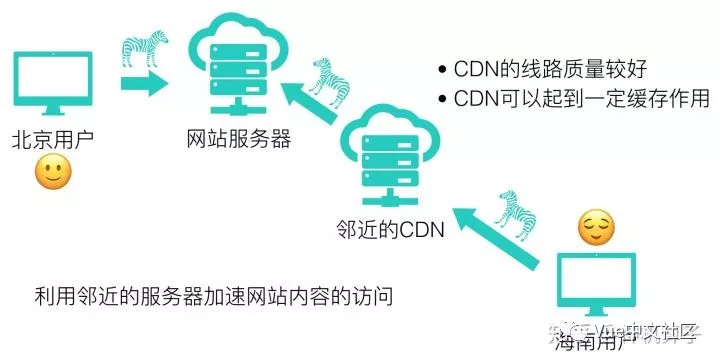 • CDN的线路质量较好
• CDN可以起到一定缓存作用
北京用户
网站服务器
邻近的CDN
利用邻近的服务器加速网站内容的访问
海南用户
Vue中文社区